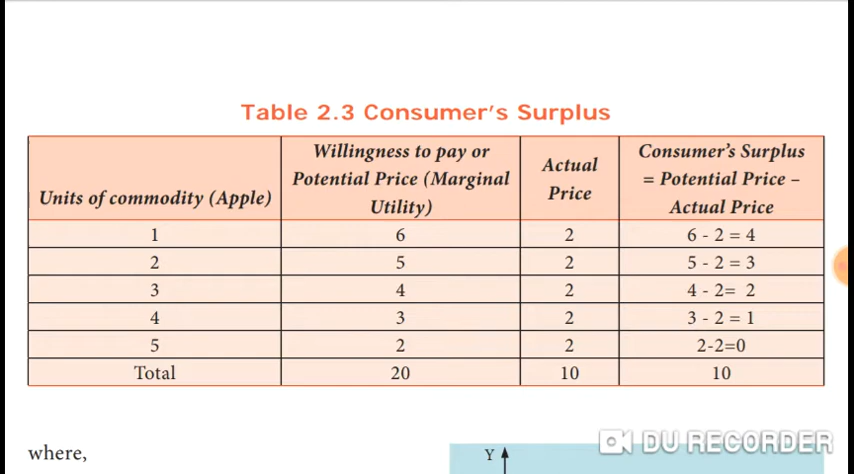 Table 2.3 Consumer's Surplus
Units of commodity (Apple) Willingness to pay or Potential Price (Marginal Utility) Actual Price Consumer's Surplus = Potential Price – Actual Price
1 6 2 6 - 2 = 4
2 5 2 5 - 2 = 3
3 4 2 4 - 2= 2
4 3 2 3 - 2 = 1
5 2 2 2-2=0
Total 20 10 10
where,
Y
DU RECORDER